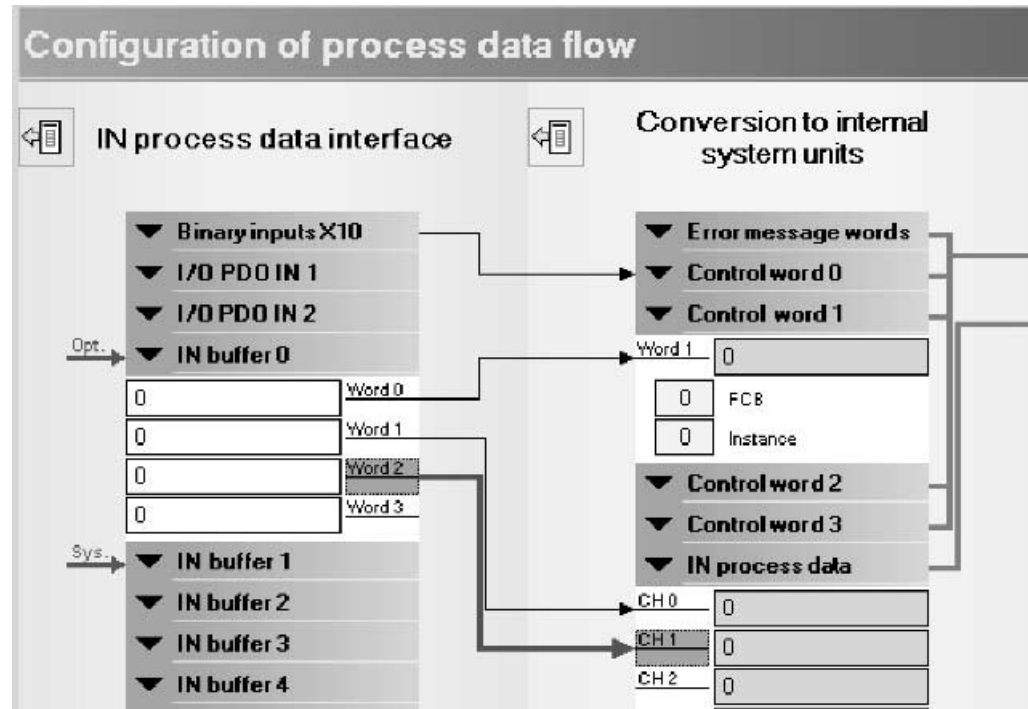 Configuration of process data flow
IN process data interface
Conversion to internal
system units
Binary inputs X10
I/O PDO IN 1
I/O PDO IN 2
Opt.
IN buffer 0
0
Word 0
0
Word 1
0
Word 2
0
Word 3
Sys.
IN buffer 1
IN buffer 2
IN buffer 3
IN buffer 4
Error message words
Control word 0
Control word 1
Word 1
0
0
FCB
0
Instance
Control word 2
Control word 3
IN process data
CH 0
0
CH 1
0
CH 2
0